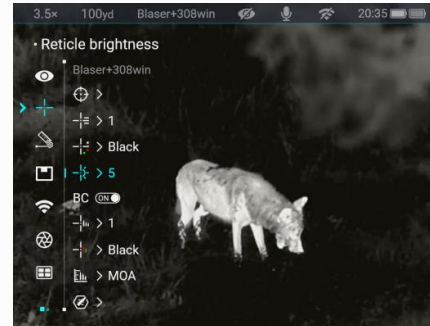 3.5× 100yd Blaser+308win 20:35
· Reticle brightness
Blaser+308win
>
> 1
> Black
> 5
BC ON
> 1
> Black
> MOA
>